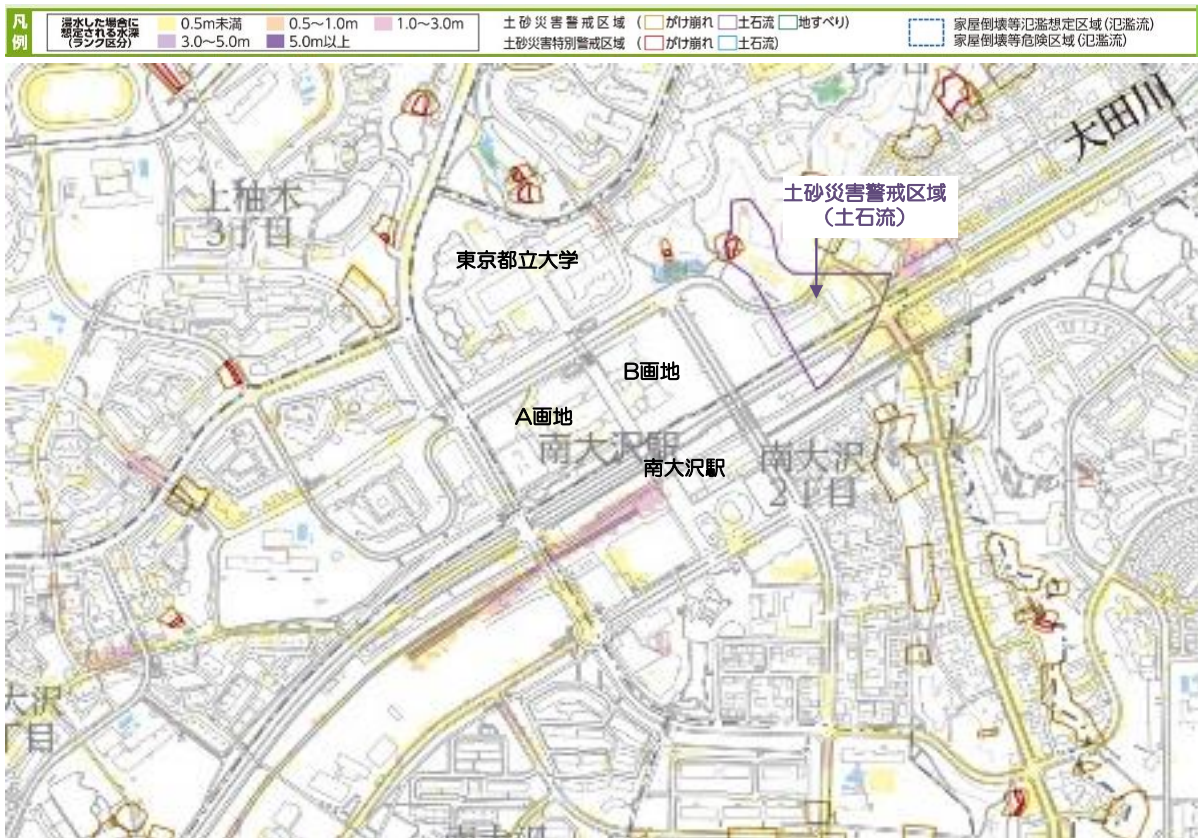 凡例
浸水した場合に
想定される水深
(ランク区分)
0.5m未満
0.5～1.0m
1.0～3.0m
3.0～5.0m
5.0m以上
土砂災害警戒区域 (がけ崩れ 土石流 地すべり)
土砂災害特別警戒区域 (がけ崩れ 土石流)
家屋倒壊等氾濫想定区域(氾濫流)
家屋倒壊等危険区域(氾濫流)
大田川
上柚木
3丁目
土砂災害警戒区域
(土石流)
東京都立大学
B画地
A画地
南大沢駅
南大沢駅
南大沢
2丁目
大沢
目